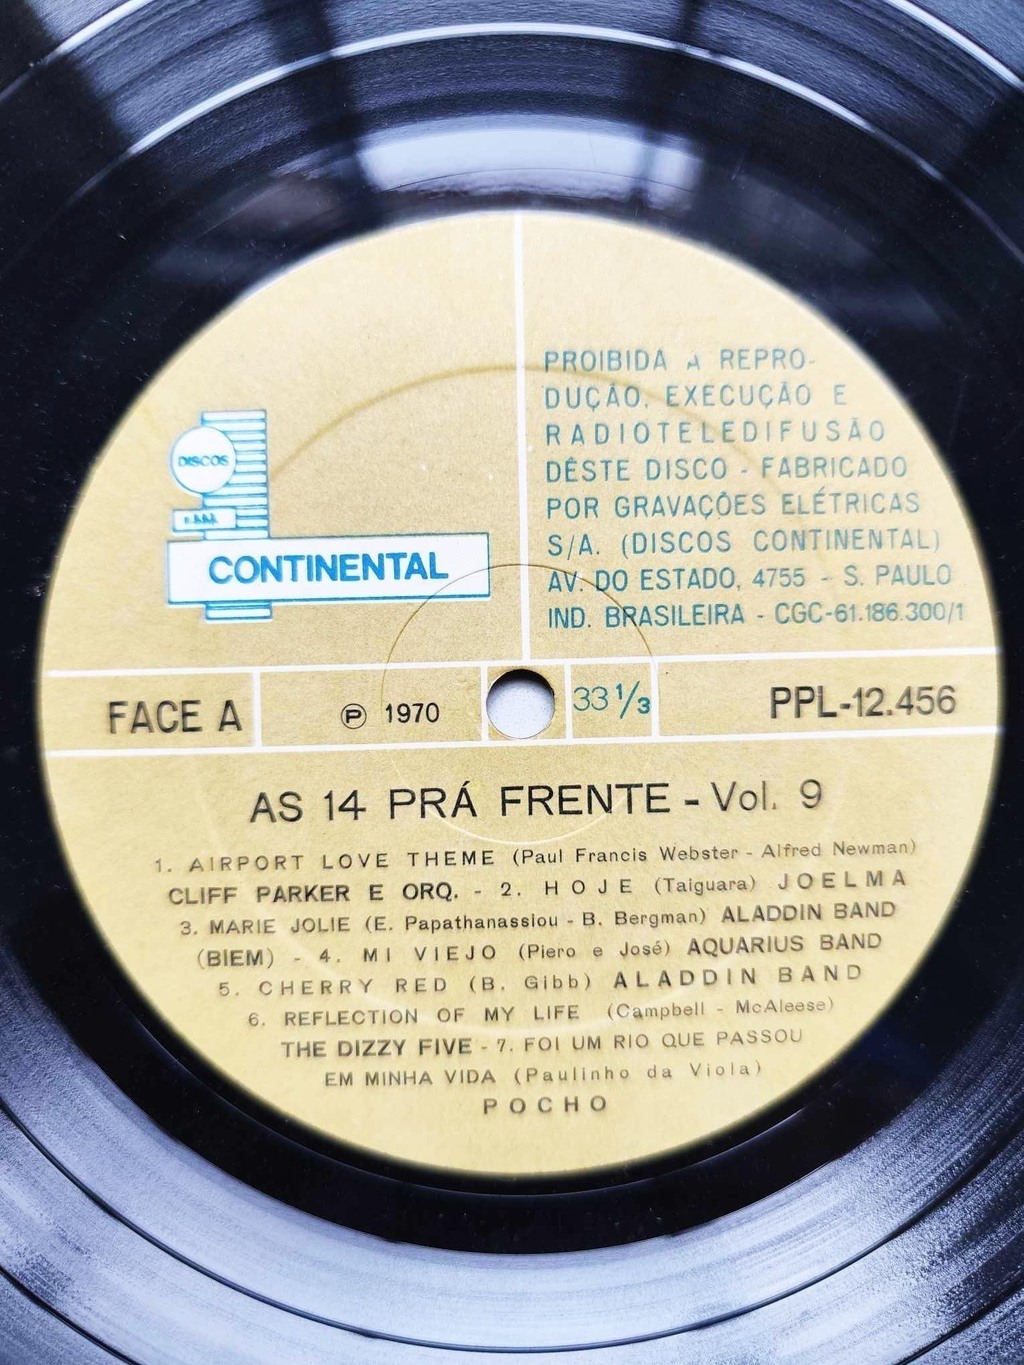 PROIBIDA A REPRO-
DUÇÃO, EXECUÇÃO E
RADIOTELEDIFUSÃO
DÊSTE DISCO - FABRICADO
POR GRAVAÇÕES ELÉTRICAS
S/A. (DISCOS CONTINENTAL)
AV. DO ESTADO, 4755 - S. PAULO
IND. BRASILEIRA - CGC-61.186.300/1
DISCOS
CONTINENTAL
FACE A
℗ 1970
33 1/3
PPL-12.456
AS 14 PRÁ FRENTE - Vol. 9
1. AIRPORT LOVE THEME (Paul Francis Webster - Alfred Newman)
CLIFF PARKER E ORQ. - 2. HOJE (Taiguara) JOELMA
3. MARIE JOLIE (E. Papathanassiou - B. Bergman) ALADDIN BAND
(BIEM) - 4. MI VIEJO (Piero e José) AQUARIUS BAND
5. CHERRY RED (B. Gibb) ALADDIN BAND
6. REFLECTION OF MY LIFE (Campbell - McAleese)
THE DIZZY FIVE - 7. FOI UM RIO QUE PASSOU
EM MINHA VIDA (Paulinho da Viola)
POCHO